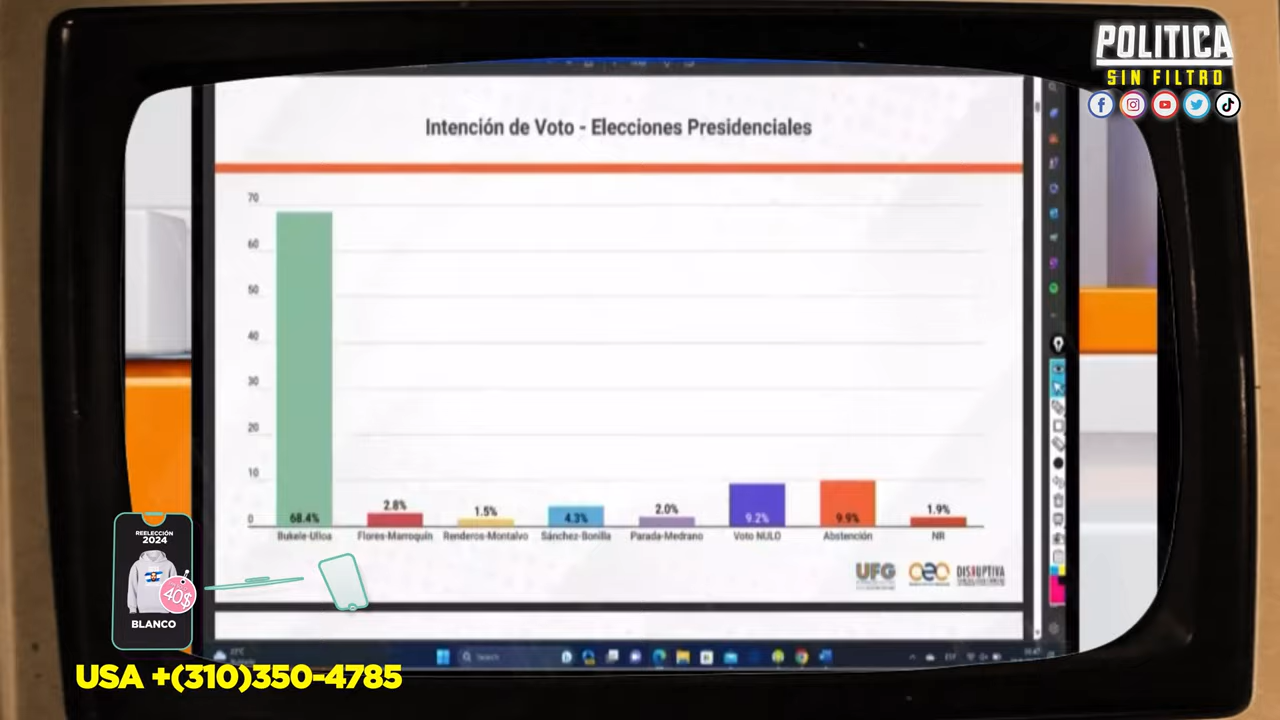 POLITICA
SIN FILTRO
Intención de Voto - Elecciones Presidenciales
70
60
50
40
30
20
10
0
68.4%
2.8%
1.5%
4.3%
2.0%
9.2%
9.9%
1.9%
Bukele-Ulloa
Flores-Marroquín
Renderos-Montalvo
Sánchez-Bonilla
Parada-Medrano
Voto NULO
Abstención
NR
UFG
DISRUPTIVA
REELECCIÓN
2024
40$
BLANCO
Search
USA +(310)350-4785